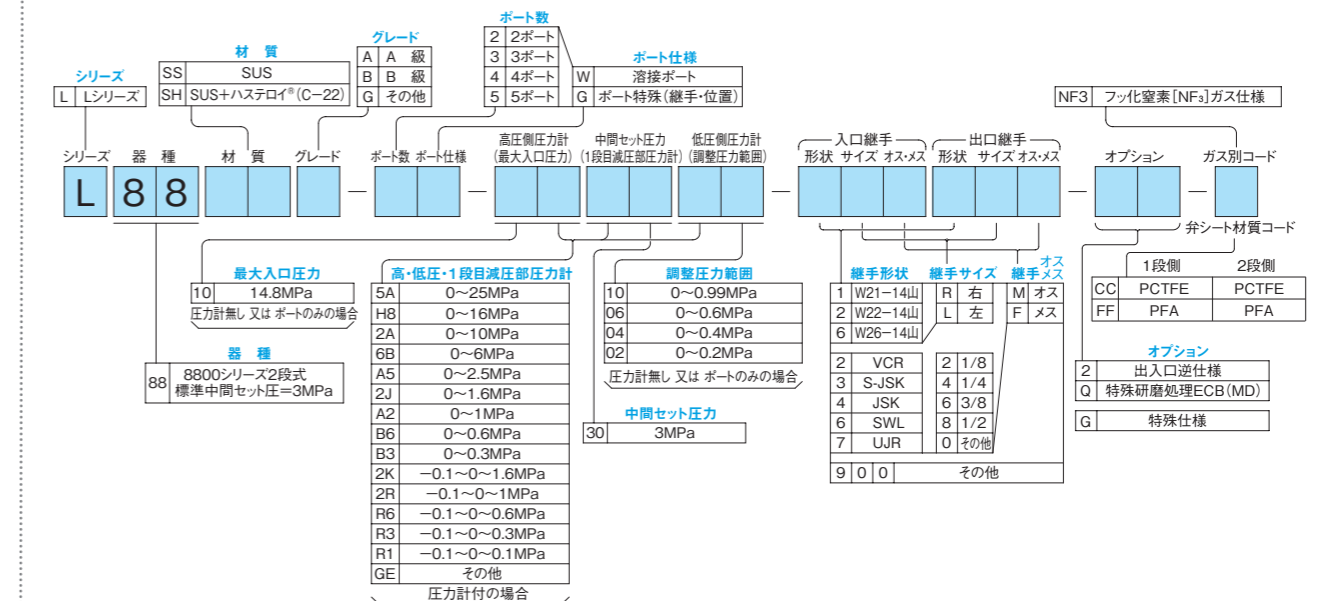 ポート数
2 2ポート
3 3ポート
4 4ポート
5 5ポート
グレード
A A 級
B B 級
G その他
材 質
SS SUS
SH SUS+ハステロイ®(C−22)
シリーズ
L Lシリーズ
ポート仕様
W 溶接ポート
G ポート特殊(継手・位置)
NF3 フッ化窒素[NF₃]ガス仕様
シリーズ 器 種 材 質 グレード ポート数 ポート仕様
高圧側圧力計
(最大入口圧力)
中間セット圧力
(1段目減圧部圧力計)
低圧側圧力計
(調整圧力範囲)
入口継手
形状 サイズ オス・メス
出口継手
形状 サイズ オス・メス
オプション
ガス別コード
L 8 8 − − − − −
弁シート材質コード
最大入口圧力
10 14.8MPa
圧力計無し 又は ポートのみの場合
器 種
88 8800シリーズ2段式
標準中間セット圧=3MPa
高・低圧・1段目減圧部圧力計
5A 0〜25MPa
H8 0〜16MPa
2A 0〜10MPa
6B 0〜6MPa
A5 0〜2.5MPa
2J 0〜1.6MPa
A2 0〜1MPa
B6 0〜0.6MPa
B3 0〜0.3MPa
2K −0.1〜0〜1.6MPa
2R −0.1〜0〜1MPa
R6 −0.1〜0〜0.6MPa
R3 −0.1〜0〜0.3MPa
R1 −0.1〜0〜0.1MPa
GE その他
圧力計付の場合
調整圧力範囲
10 0〜0.99MPa
06 0〜0.6MPa
04 0〜0.4MPa
02 0〜0.2MPa
圧力計無し 又は ポートのみの場合
中間セット圧力
30 3MPa
継手形状
1 W21−14山
2 W22−14山
6 W26−14山
継手サイズ
R 右
L 左
継手 オス メス
M オス
F メス
2 VCR 2 1/8
3 S-JSK 4 1/4
4 JSK 6 3/8
6 SWL 8 1/2
7 UJR 0 その他
9 0 0 その他
1段側 2段側
CC PCTFE PCTFE
FF PFA PFA
オプション
2 出入口逆仕様
Q 特殊研磨処理ECB(MD)
G 特殊仕様